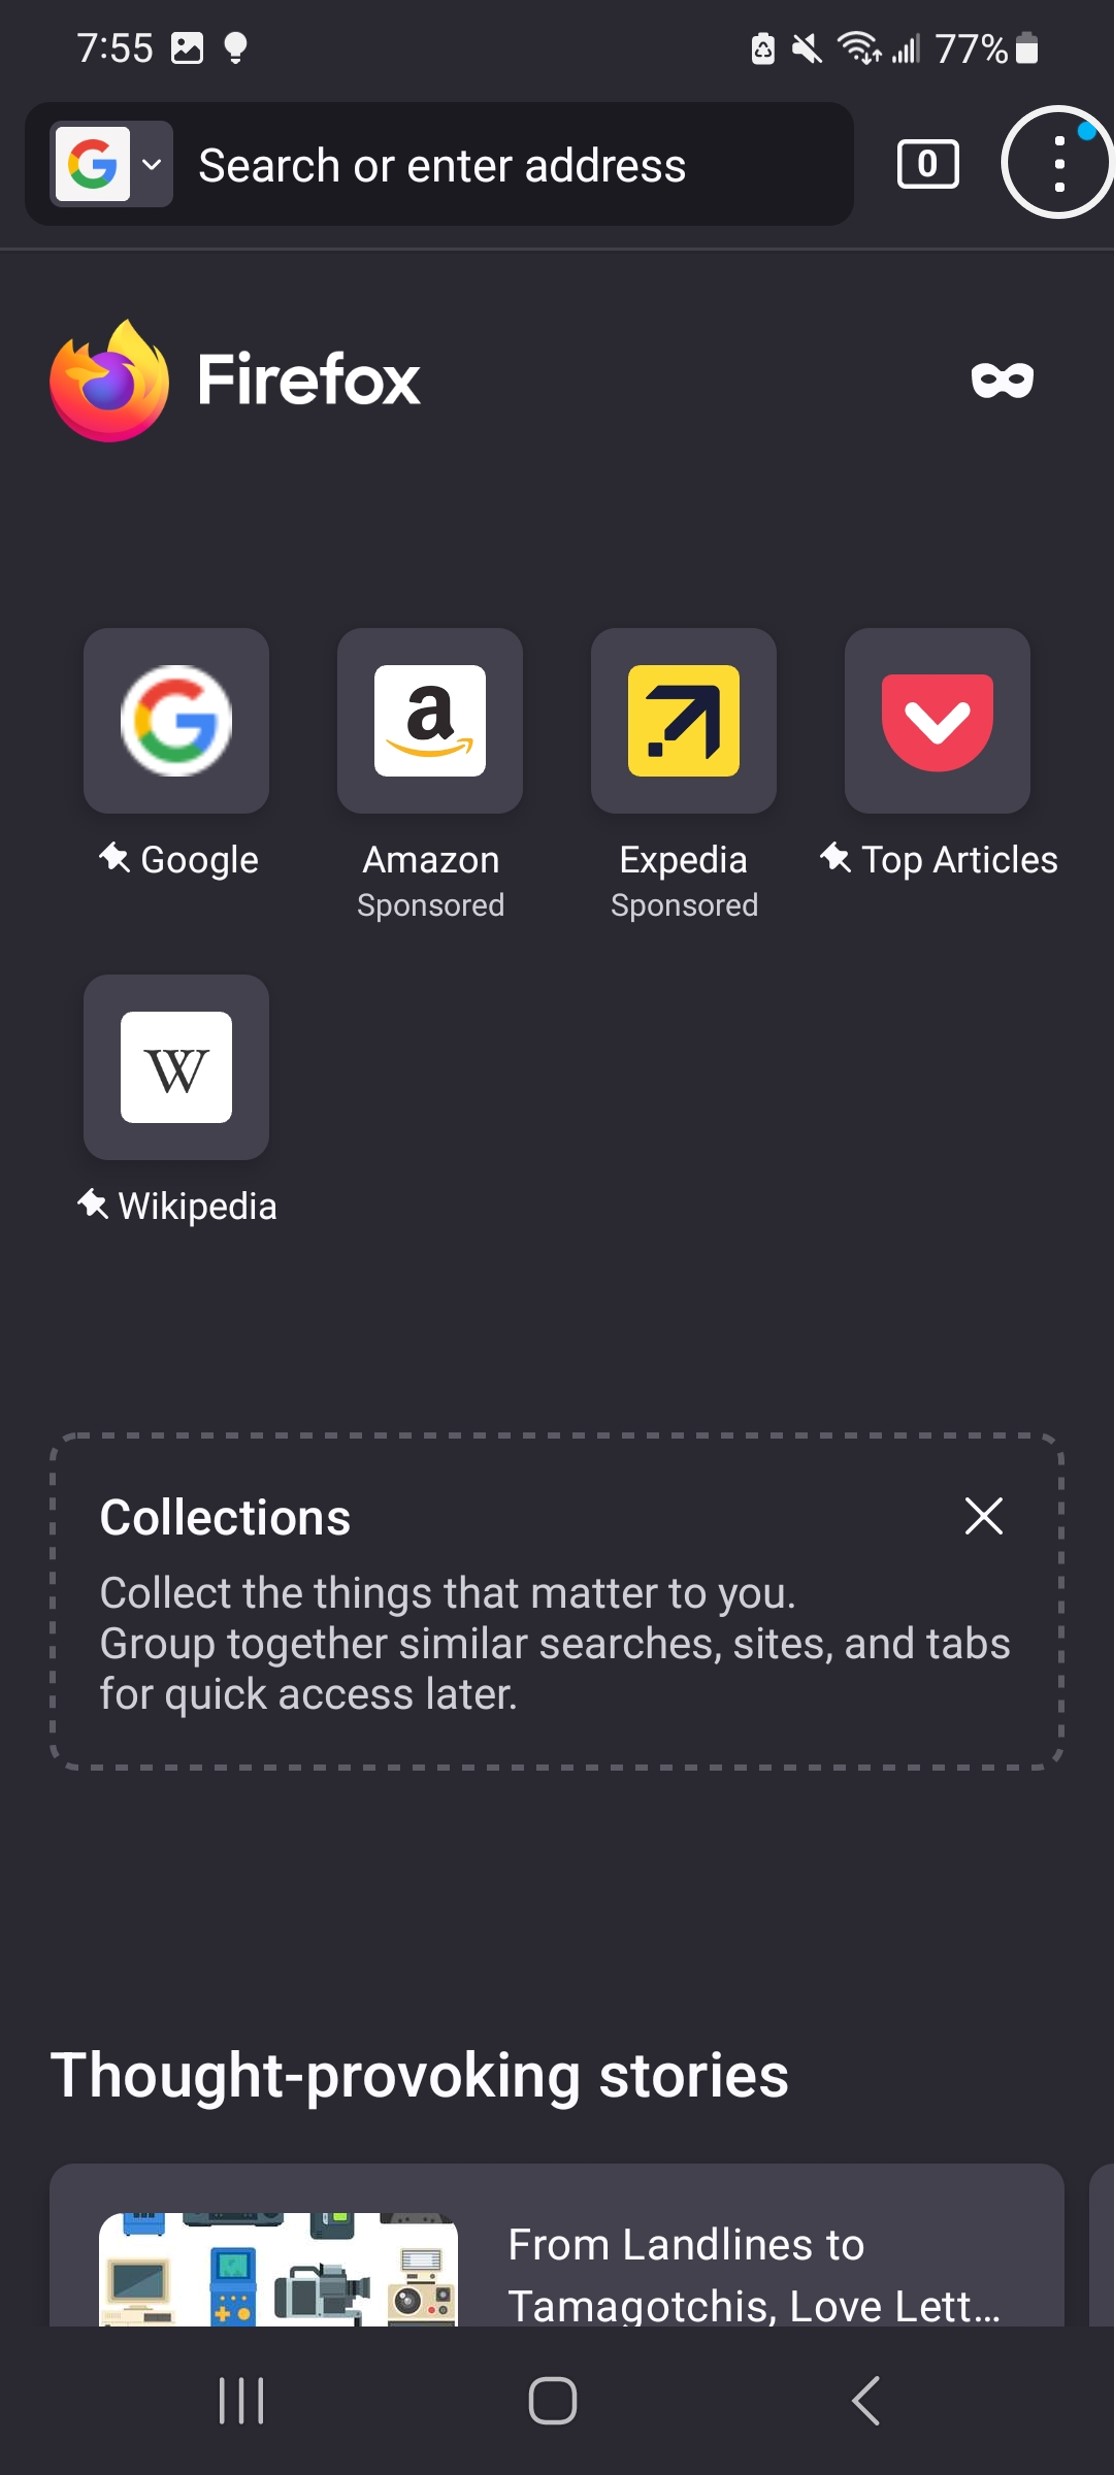 7:55
77%
Search or enter address
0
Firefox
Google
Amazon
Sponsored
Expedia
Sponsored
Top Articles
W
Wikipedia
Collections
Collect the things that matter to you.
Group together similar searches, sites, and tabs
for quick access later.
Thought-provoking stories
From Landlines to
Tamagotchis, Love Lett…